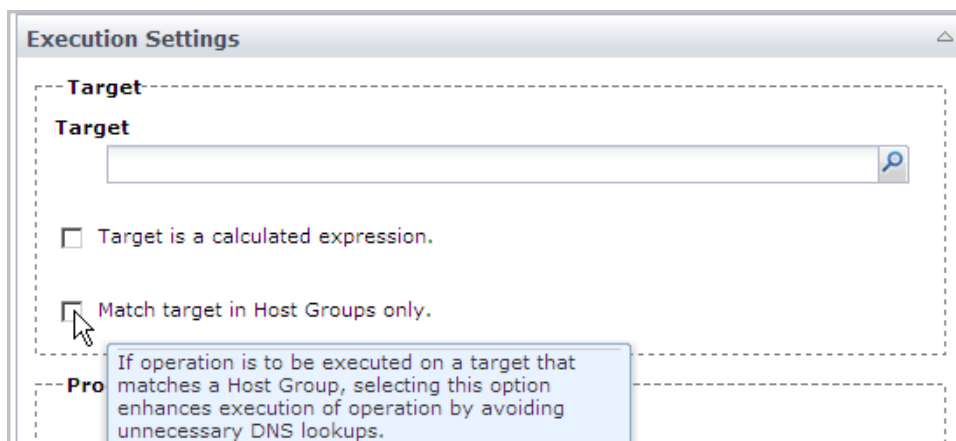 Execution Settings
Target
Target
Target is a calculated expression.
Match target in Host Groups only.
If operation is to be executed on a target that
matches a Host Group, selecting this option
enhances execution of operation by avoiding
unnecessary DNS lookups.
Pro